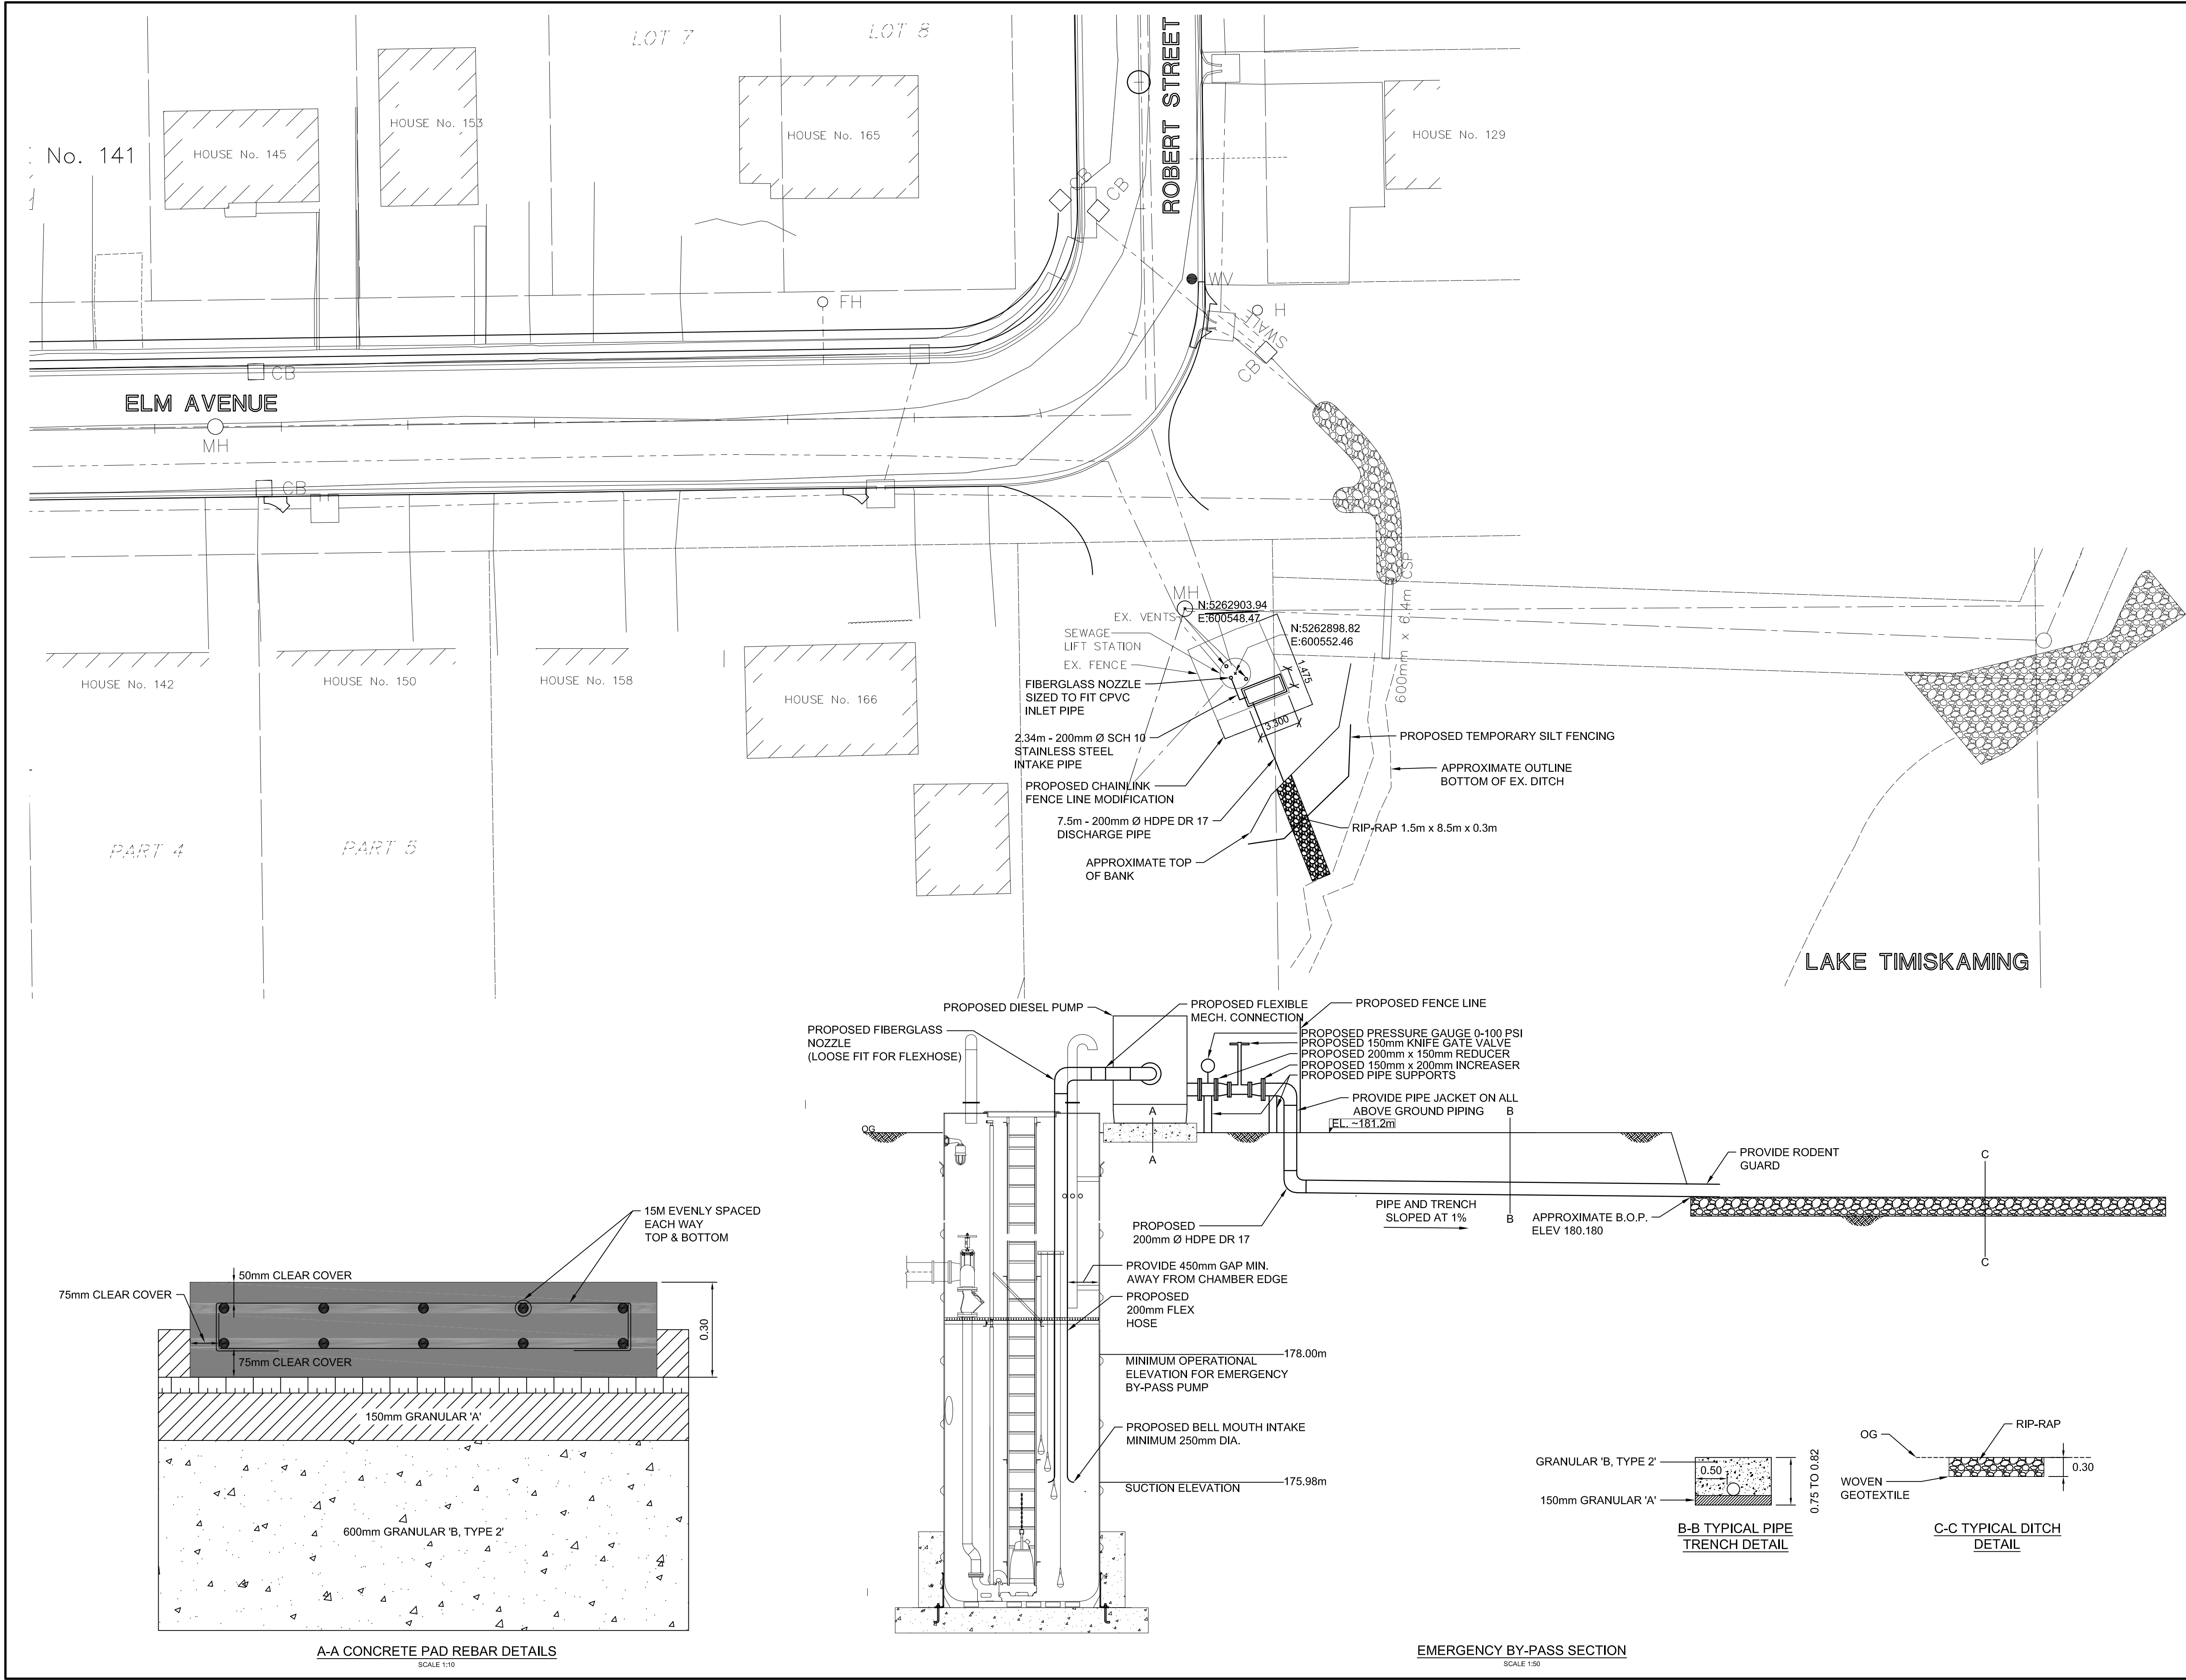 LOT 7
LOT 8
ROBERT STREET
No. 141
HOUSE No. 145
HOUSE No. 153
HOUSE No. 165
HOUSE No. 129
CB
CB
WV
H
SWALE
CB
FH
CB
ELM AVENUE
MH
CB
600mm x 6.4m CSP
MH
N:5262903.94
E:600548.47
EX. VENTS
N:5262898.82
E:600552.46
SEWAGE
LIFT STATION
EX. FENCE
1.475
3.300
FIBERGLASS NOZZLE
SIZED TO FIT CPVC
INLET PIPE
2.34m - 200mm Ø SCH 10
STAINLESS STEEL
INTAKE PIPE
PROPOSED CHAINLINK
FENCE LINE MODIFICATION
7.5m - 200mm Ø HDPE DR 17
DISCHARGE PIPE
APPROXIMATE TOP
OF BANK
PROPOSED TEMPORARY SILT FENCING
APPROXIMATE OUTLINE
BOTTOM OF EX. DITCH
RIP-RAP 1.5m x 8.5m x 0.3m
HOUSE No. 142
HOUSE No. 150
HOUSE No. 158
HOUSE No. 166
PART 4
PART 5
LAKE TIMISKAMING
PROPOSED DIESEL PUMP
PROPOSED FLEXIBLE
MECH. CONNECTION
PROPOSED FENCE LINE
PROPOSED FIBERGLASS
NOZZLE
(LOOSE FIT FOR FLEXHOSE)
PROPOSED PRESSURE GAUGE 0-100 PSI
PROPOSED 150mm KNIFE GATE VALVE
PROPOSED 200mm x 150mm REDUCER
PROPOSED 150mm x 200mm INCREASER
PROPOSED PIPE SUPPORTS
PROVIDE PIPE JACKET ON ALL
ABOVE GROUND PIPING
EL. ~181.2m
A
A
B
B
C
C
OG
PROVIDE RODENT
GUARD
PIPE AND TRENCH
SLOPED AT 1%
APPROXIMATE B.O.P.
ELEV 180.180
PROPOSED
200mm Ø HDPE DR 17
PROVIDE 450mm GAP MIN.
AWAY FROM CHAMBER EDGE
PROPOSED
200mm FLEX
HOSE
178.00m
MINIMUM OPERATIONAL
ELEVATION FOR EMERGENCY
BY-PASS PUMP
PROPOSED BELL MOUTH INTAKE
MINIMUM 250mm DIA.
SUCTION ELEVATION
175.98m
15M EVENLY SPACED
EACH WAY
TOP & BOTTOM
50mm CLEAR COVER
75mm CLEAR COVER
75mm CLEAR COVER
0.30
150mm GRANULAR 'A'
600mm GRANULAR 'B, TYPE 2'
A-A CONCRETE PAD REBAR DETAILS
SCALE 1:10
GRANULAR 'B, TYPE 2'
0.50
150mm GRANULAR 'A'
0.75 TO 0.82
B-B TYPICAL PIPE
TRENCH DETAIL
RIP-RAP
OG
0.30
WOVEN
GEOTEXTILE
C-C TYPICAL DITCH
DETAIL
EMERGENCY BY-PASS SECTION
SCALE 1:50